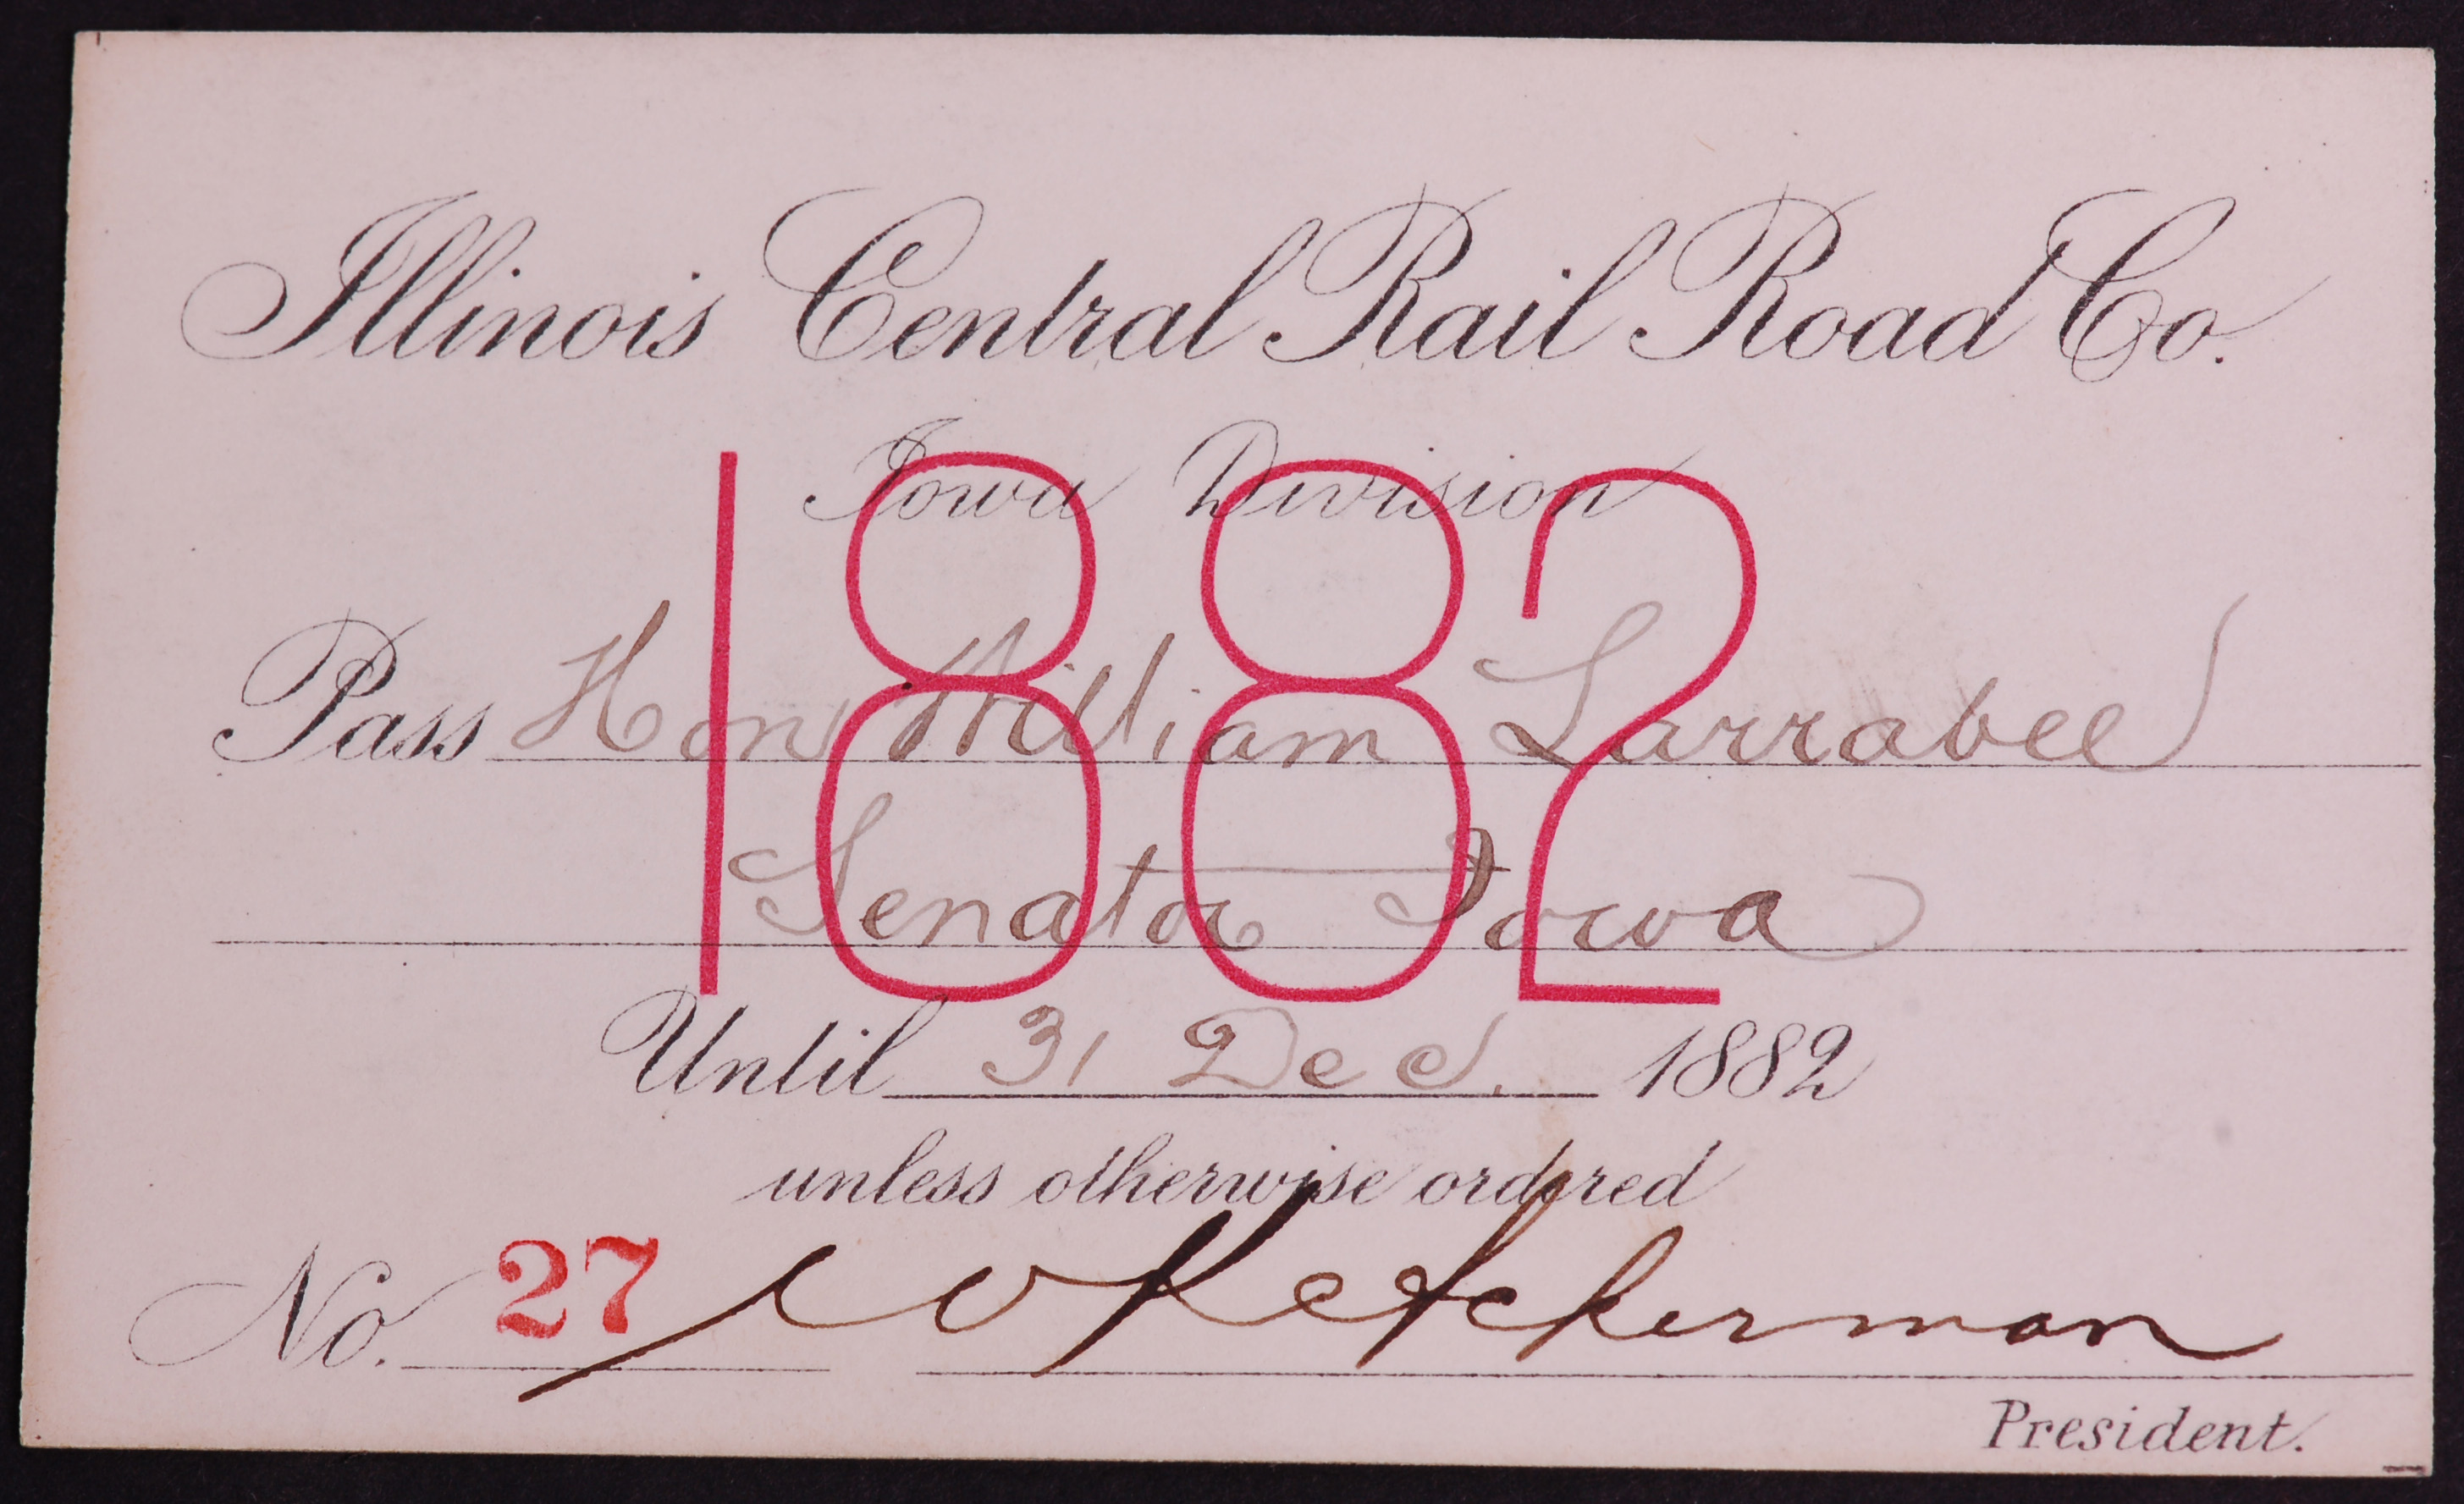 Illinois Central Rail Road Co.
Iowa Division
1882
Pass Hon William Larrabee
Senator Iowa
Until 31 Dec. 1882
unless otherwise ordered
No. 27 W K Ackerman
President.